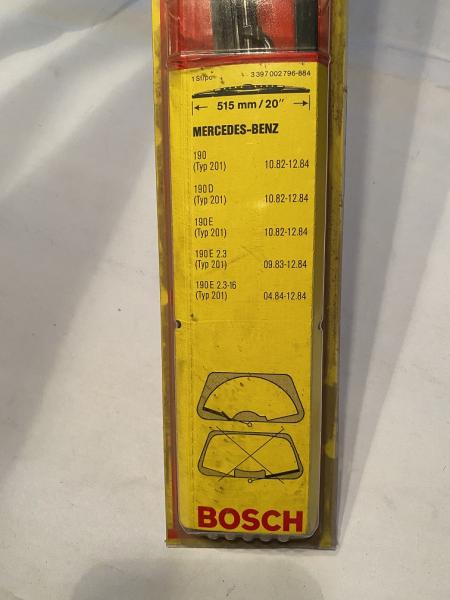 1 St/pc 3 397 002 796-884
515 mm / 20"
MERCEDES-BENZ
190
(Typ 201) 10.82-12.84
190 D
(Typ 201) 10.82-12.84
190 E
(Typ 201) 10.82-12.84
190 E 2.3
(Typ 201) 09.83-12.84
190 E 2.3-16
(Typ 201) 04.84-12.84
BOSCH